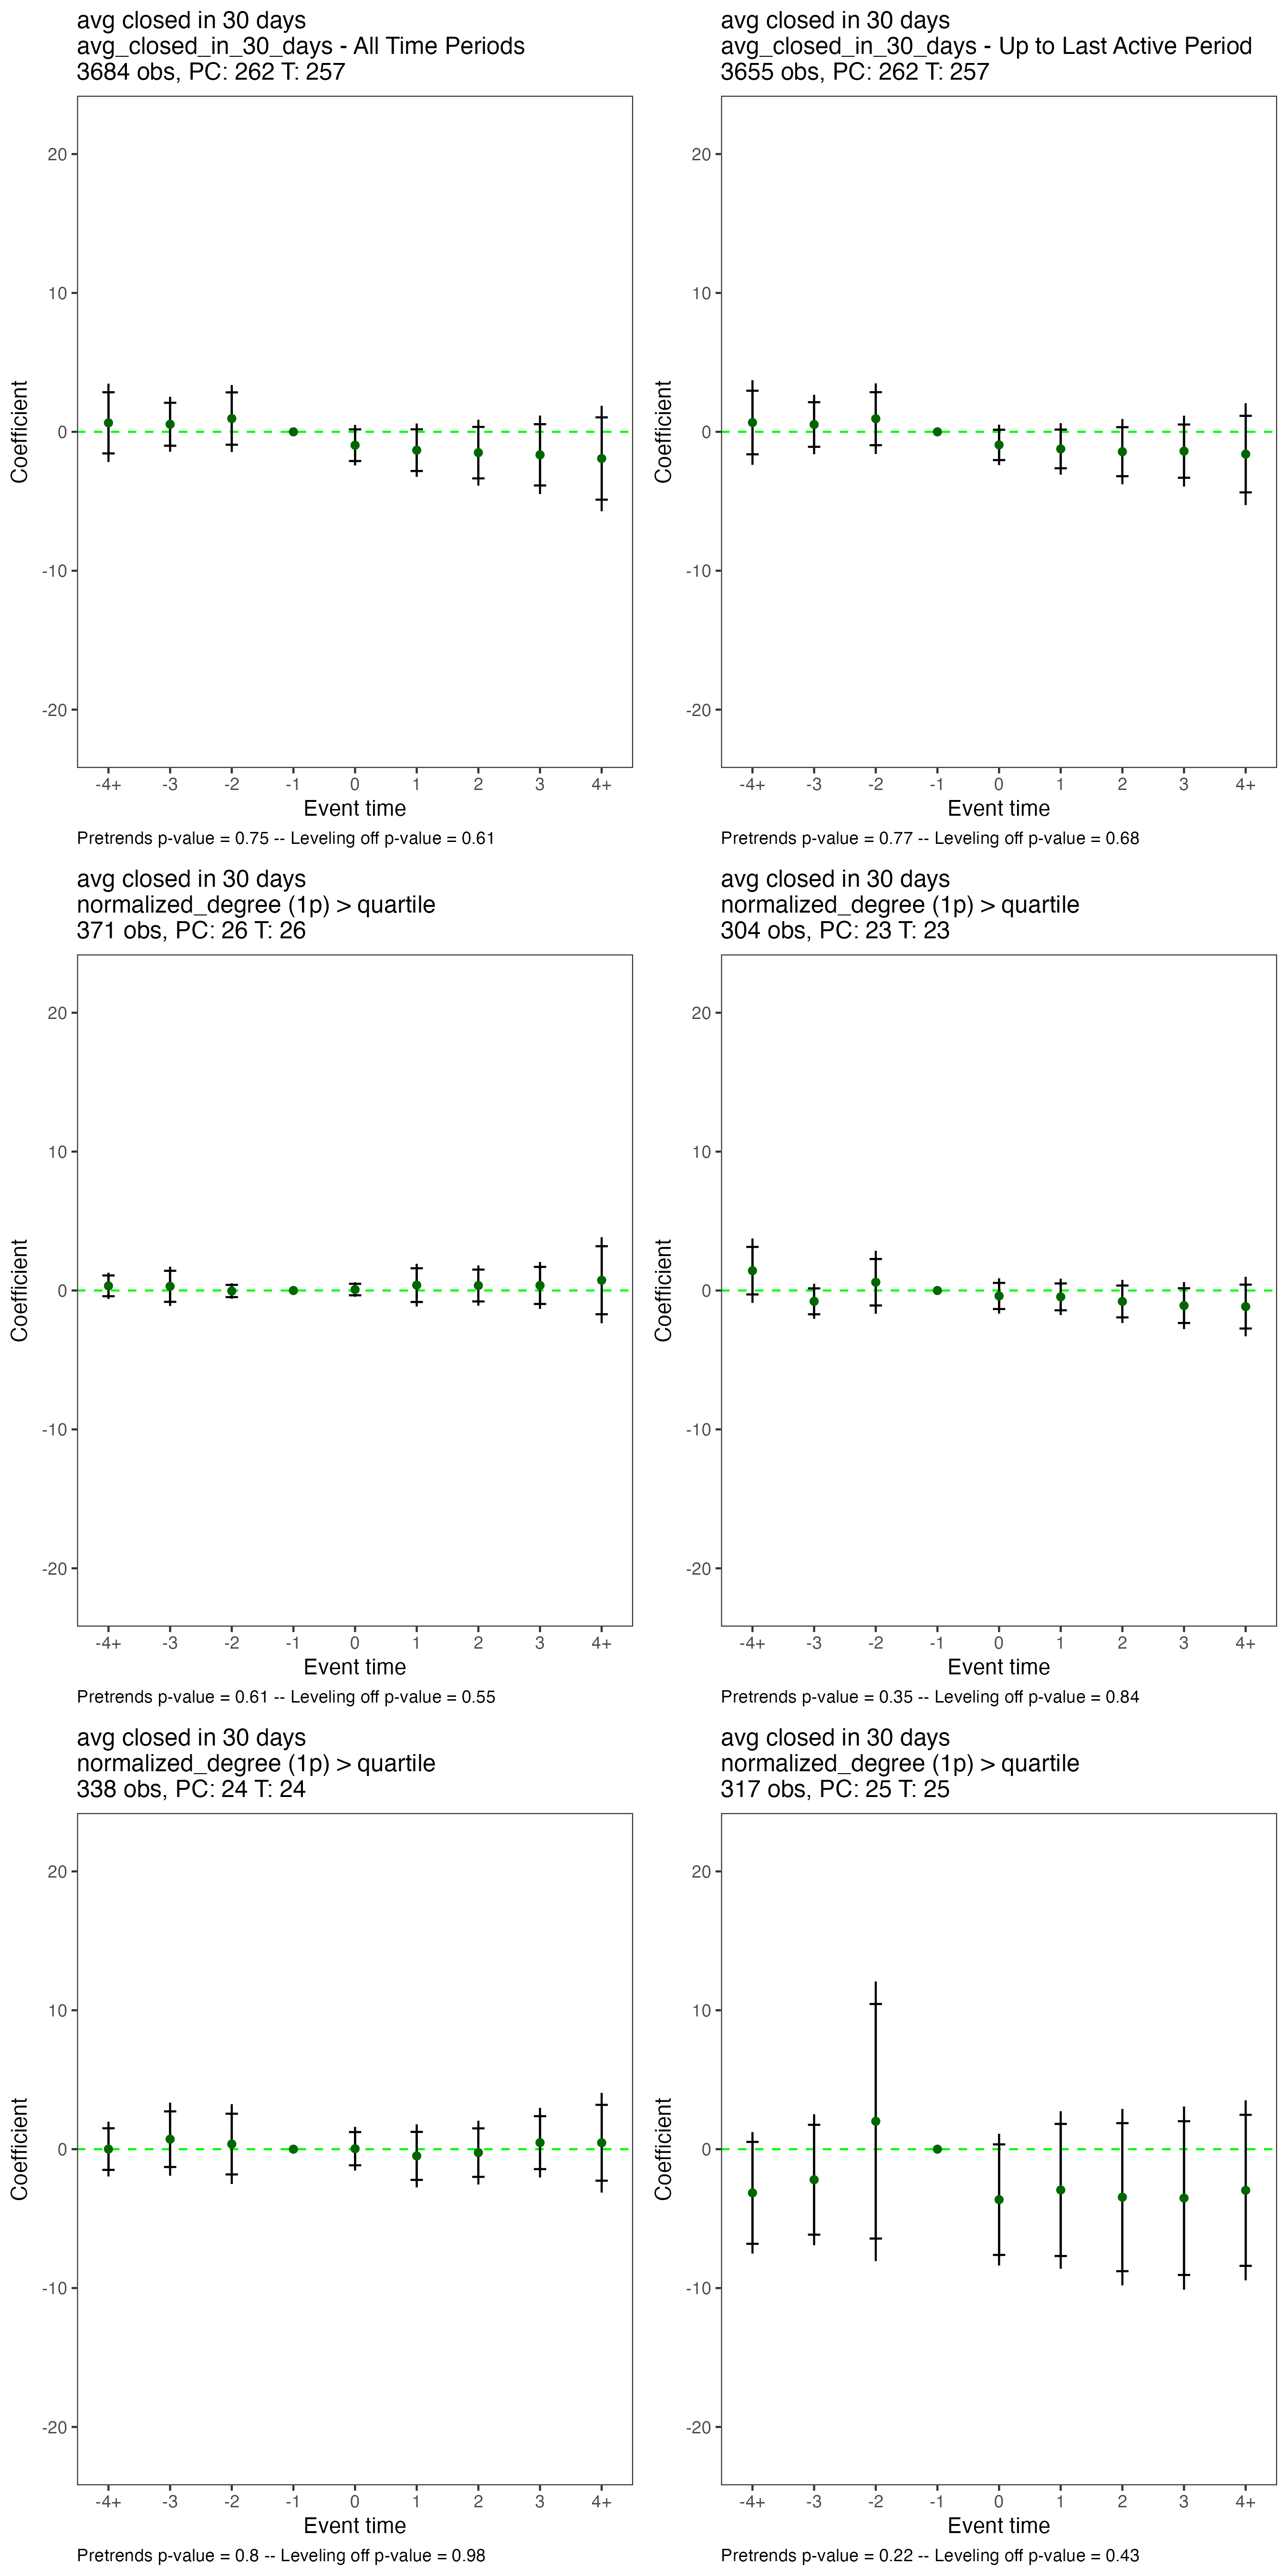 avg closed in 30 days
avg_closed_in_30_days - All Time Periods
3684 obs, PC: 262 T: 257
20
10
0
-10
-20
Coefficient
-4+ -3 -2 -1 0 1 2 3 4+
Event time
Pretrends p-value = 0.75 -- Leveling off p-value = 0.61
avg closed in 30 days
avg_closed_in_30_days - Up to Last Active Period
3655 obs, PC: 262 T: 257
20
10
0
-10
-20
Coefficient
-4+ -3 -2 -1 0 1 2 3 4+
Event time
Pretrends p-value = 0.77 -- Leveling off p-value = 0.68
avg closed in 30 days
normalized_degree (1p) > quartile
371 obs, PC: 26 T: 26
20
10
0
-10
-20
Coefficient
-4+ -3 -2 -1 0 1 2 3 4+
Event time
Pretrends p-value = 0.61 -- Leveling off p-value = 0.55
avg closed in 30 days
normalized_degree (1p) > quartile
304 obs, PC: 23 T: 23
20
10
0
-10
-20
Coefficient
-4+ -3 -2 -1 0 1 2 3 4+
Event time
Pretrends p-value = 0.35 -- Leveling off p-value = 0.84
avg closed in 30 days
normalized_degree (1p) > quartile
338 obs, PC: 24 T: 24
20
10
0
-10
-20
Coefficient
-4+ -3 -2 -1 0 1 2 3 4+
Event time
Pretrends p-value = 0.8 -- Leveling off p-value = 0.98
avg closed in 30 days
normalized_degree (1p) > quartile
317 obs, PC: 25 T: 25
20
10
0
-10
-20
Coefficient
-4+ -3 -2 -1 0 1 2 3 4+
Event time
Pretrends p-value = 0.22 -- Leveling off p-value = 0.43